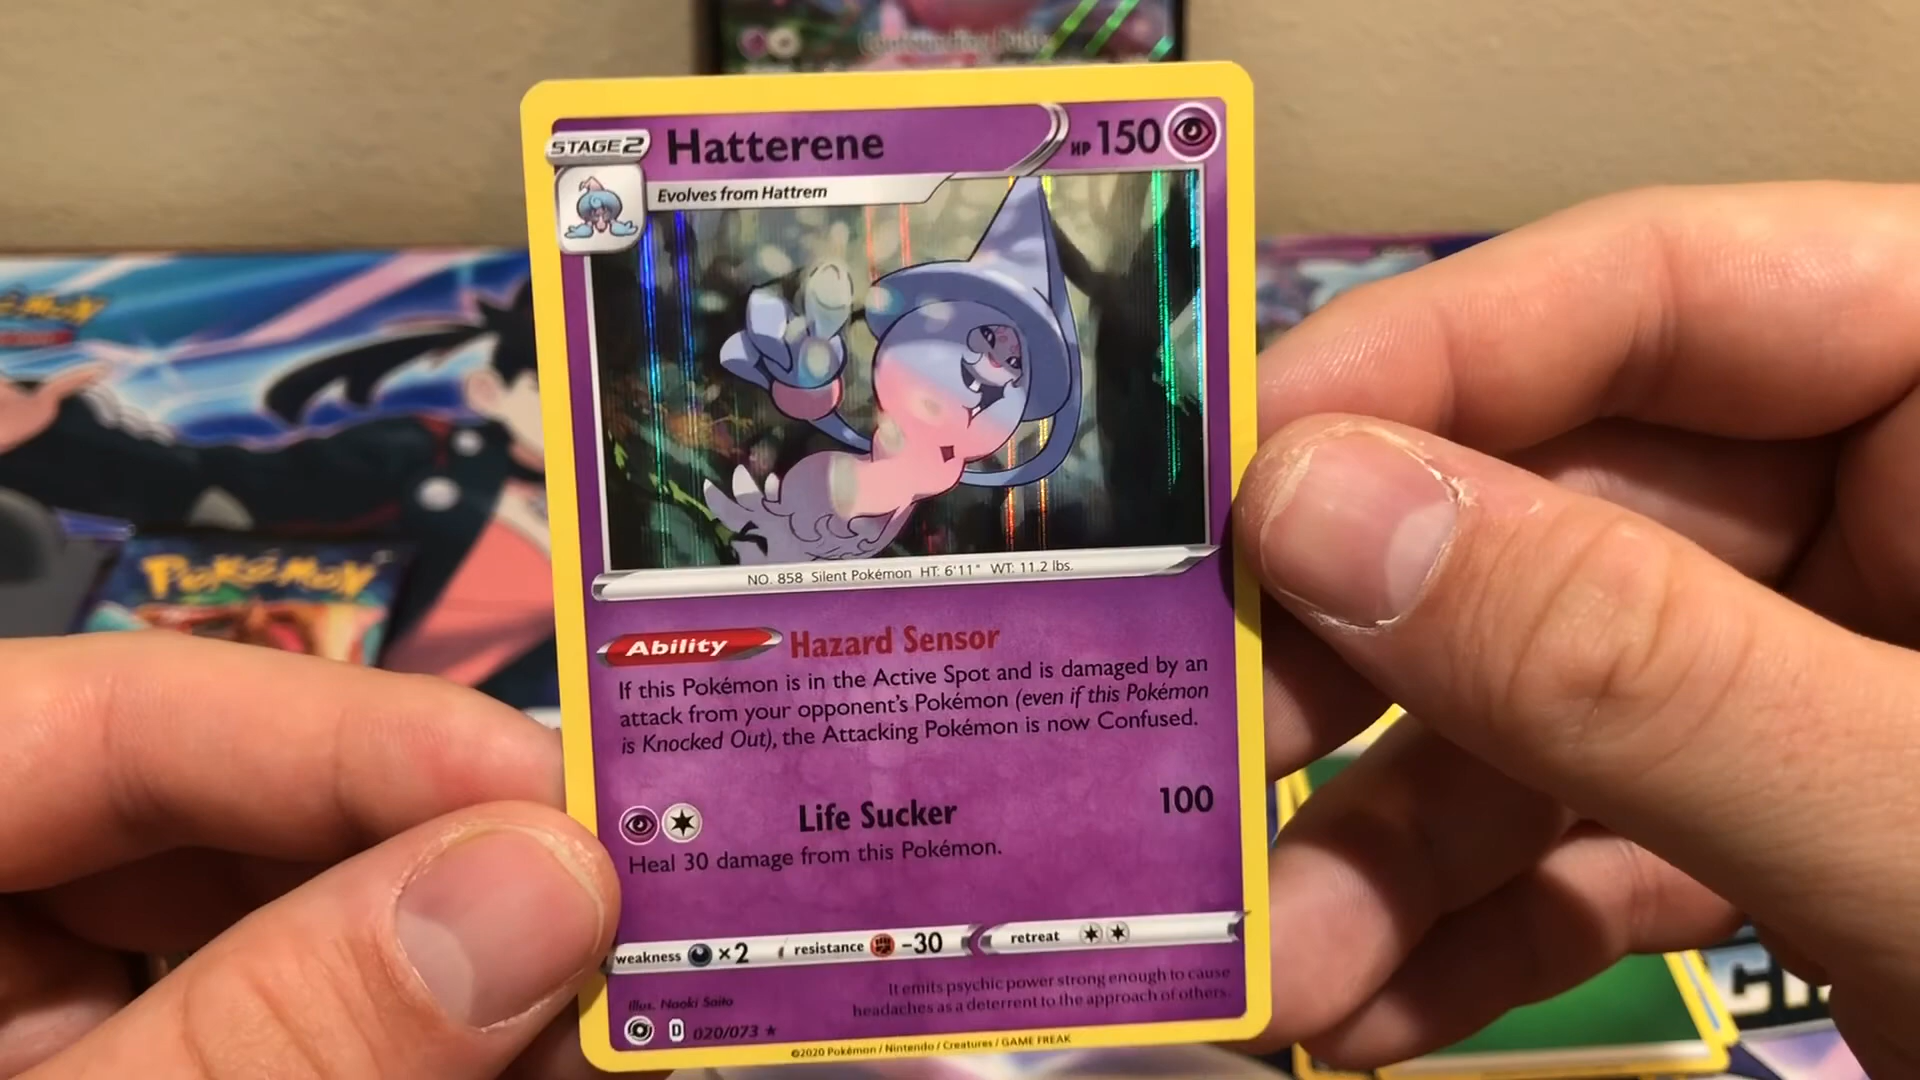 STAGE 2
Hatterene
HP 150
Evolves from Hattrem
NO. 858 Silent Pokémon HT: 6'11" WT: 11.2 lbs.
Ability Hazard Sensor
If this Pokémon is in the Active Spot and is damaged by an
attack from your opponent's Pokémon (even if this Pokémon
is Knocked Out), the Attacking Pokémon is now Confused.
Life Sucker 100
Heal 30 damage from this Pokémon.
weakness ×2 resistance -30 retreat
It emits psychic power strong enough to cause
headaches as a deterrent to the approach of others.
Illus. Naoki Saito
D 020/073 ★
©2020 Pokémon / Nintendo / Creatures / GAME FREAK
POKÉMON